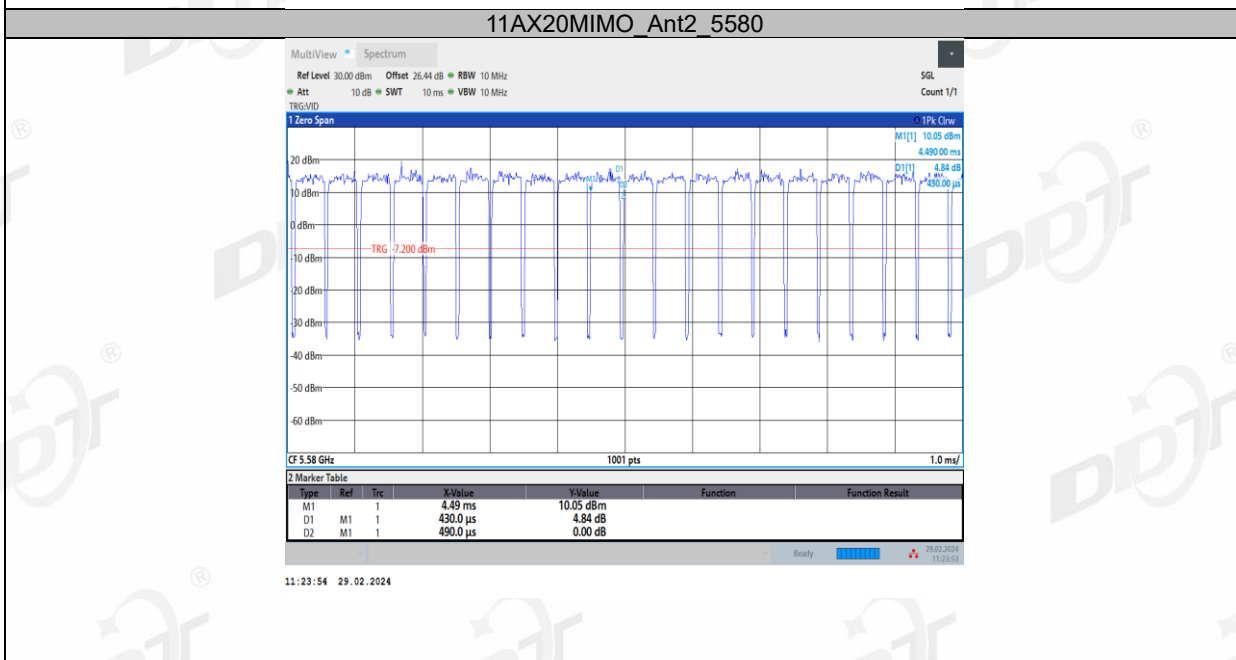 11AX20MIMO_Ant2_5580
MultiView Spectrum
Ref Level 30.00 dBm Offset 26.44 dB RBW 10 MHz SGL
Att 10 dB SWT 10 ms VBW 10 MHz Count 1/1
TRG:VID
1 Zero Span 1Pk Clrw
M1[1] 10.05 dBm
4.490 00 ms
20 dBm
D1[1] 4.84 dB
450.00 µs
D1
M1
D2
10 dBm
0 dBm
TRG -7.200 dBm
-10 dBm
-20 dBm
-30 dBm
-40 dBm
-50 dBm
-60 dBm
CF 5.58 GHz 1001 pts 1.0 ms/
2 Marker Table
Type Ref Trc X-Value Y-Value Function Function Result
M1 1 4.49 ms 10.05 dBm
D1 M1 1 430.0 µs 4.84 dB
D2 M1 1 490.0 µs 0.00 dB
Ready 29.02.2024
11:23:53
11:23:54 29.02.2024
DDT
®